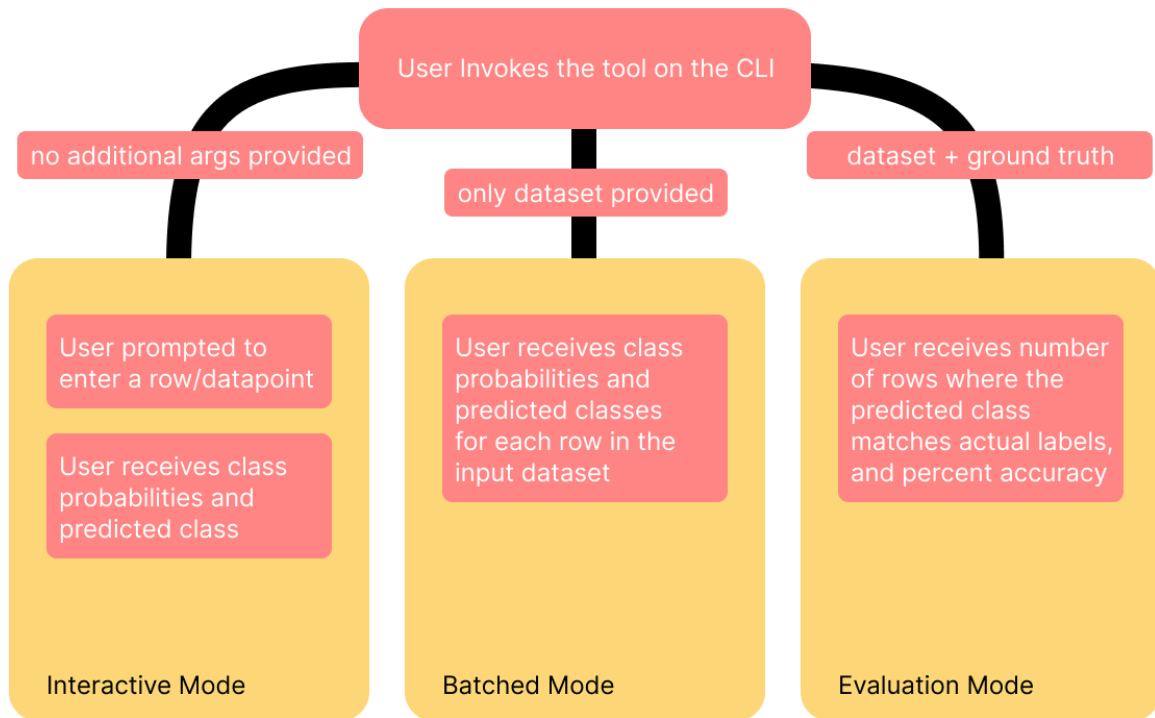 User Invokes the tool on the CLI
no additional args provided
only dataset provided
dataset + ground truth
User prompted to
enter a row/datapoint
User receives class
probabilities and
predicted class
Interactive Mode
User receives class
probabilities and
predicted classes
for each row in the
input dataset
Batched Mode
User receives number
of rows where the
predicted class
matches actual labels,
and percent accuracy
Evaluation Mode